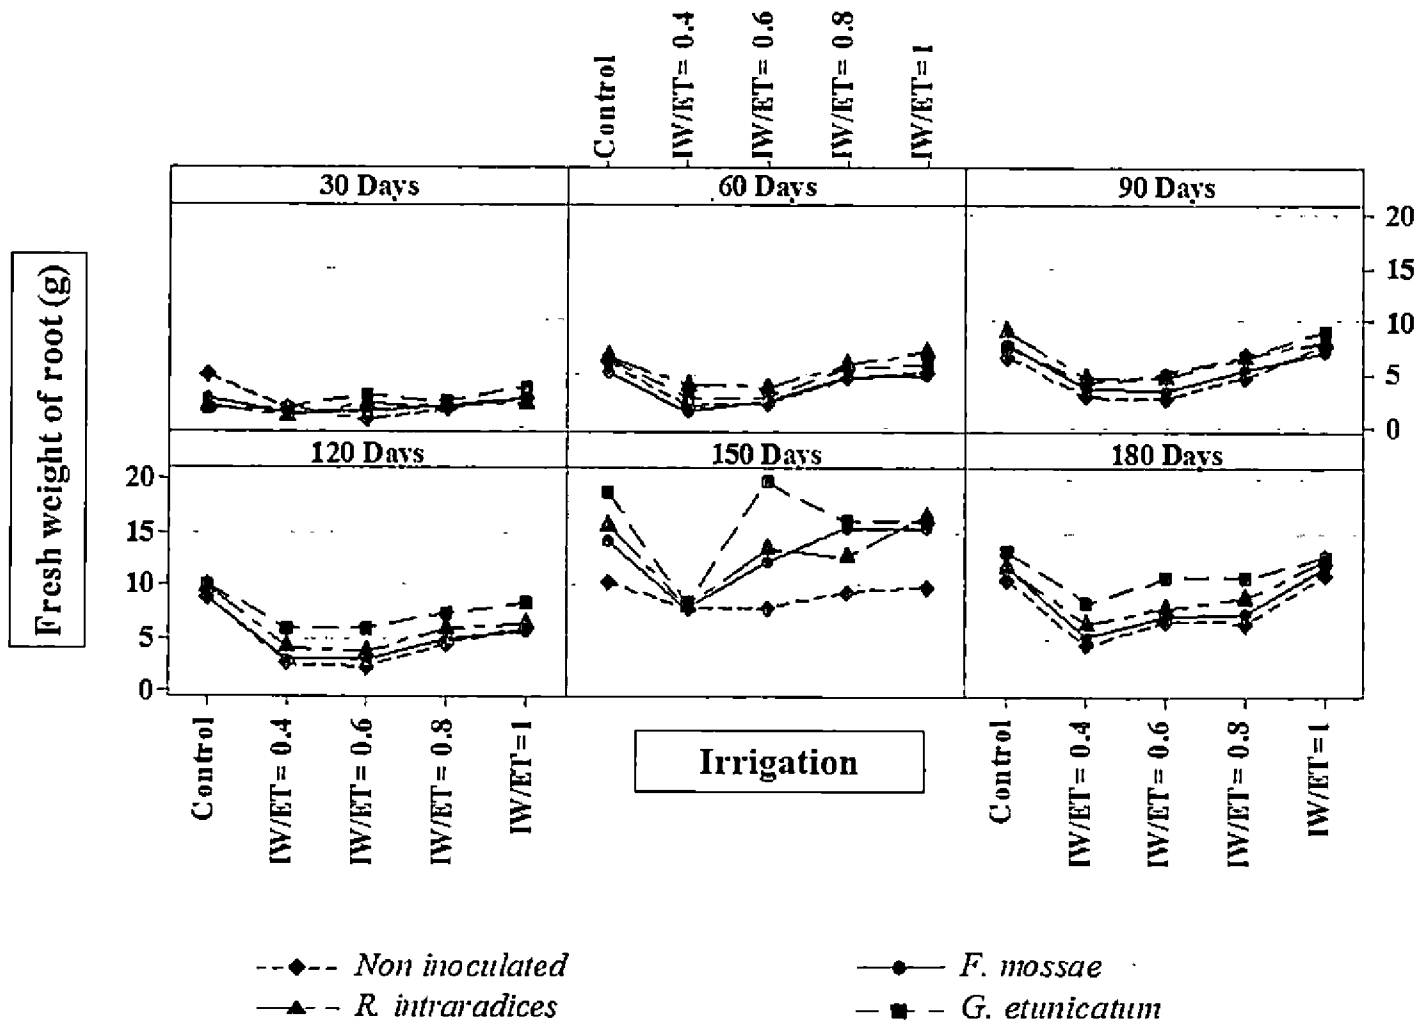 Control
IW/ET= 0.4
IW/ET= 0.6
IW/ET= 0.8
IW/ET= 1
30 Days
60 Days
90 Days
20
15
10
5
0
Fresh weight of root (g)
120 Days
150 Days
180 Days
20
15
10
5
0
Control
IW/ET= 0.4
IW/ET= 0.6
IW/ET= 0.8
IW/ET=1
Irrigation
Control
IW/ET= 0.4
IW/ET= 0.6
IW/ET= 0.8
IW/ET=1
Non inoculated
F. mossae
R. intraradices
G. etunicatum